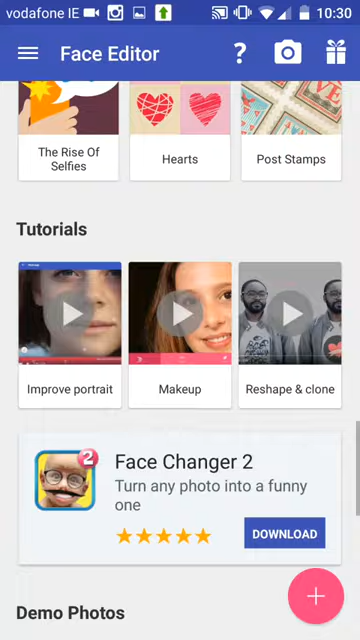 vodafone IE
10:30
Face Editor
The Rise Of
Selfies
Hearts
Post Stamps
Tutorials
Improve portrait
Makeup
Reshape & clone
2
Face Changer 2
Turn any photo into a funny
one
DOWNLOAD
Demo Photos